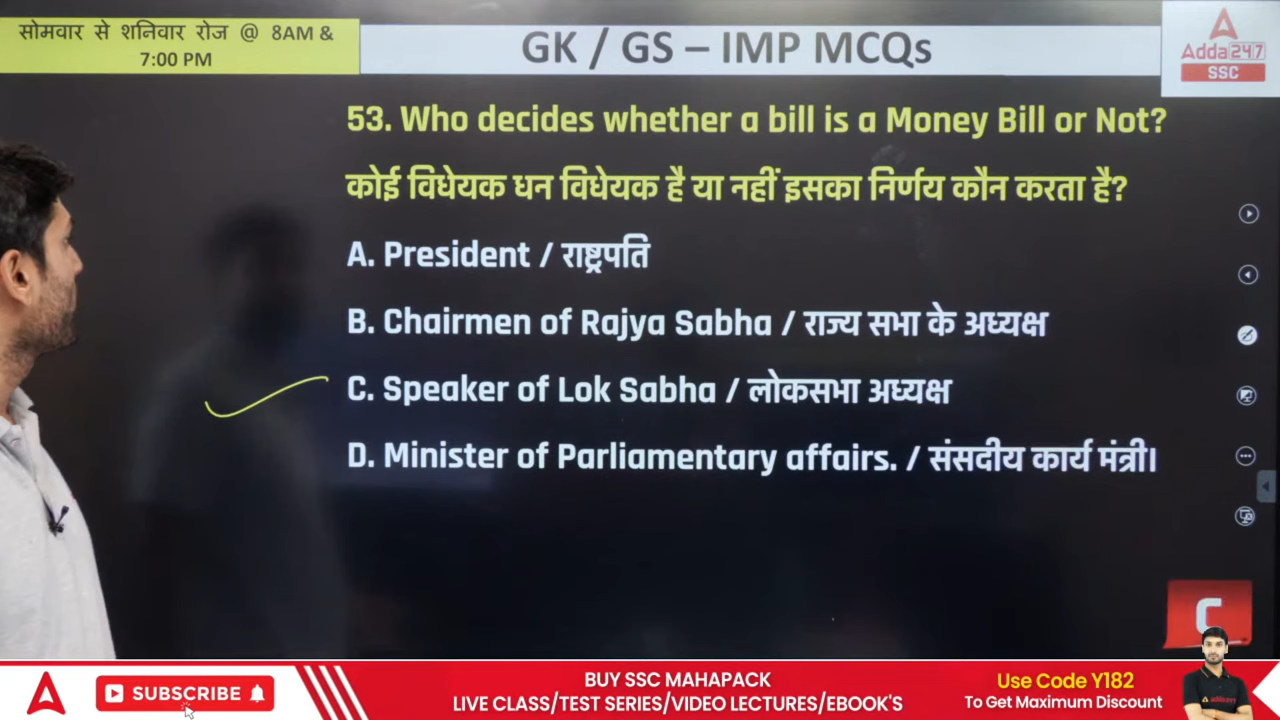 सोमवार से शनिवार रोज @ 8AM &
7:00 PM
GK / GS – IMP MCQs
Adda247
SSC
53. Who decides whether a bill is a Money Bill or Not?
कोई विधेयक धन विधेयक है या नहीं इसका निर्णय कौन करता है?
A. President / राष्ट्रपति
B. Chairmen of Rajya Sabha / राज्य सभा के अध्यक्ष
C. Speaker of Lok Sabha / लोकसभा अध्यक्ष
D. Minister of Parliamentary affairs. / संसदीय कार्य मंत्री।
C
SUBSCRIBE
BUY SSC MAHAPACK
LIVE CLASS/TEST SERIES/VIDEO LECTURES/EBOOK'S
Use Code Y182
To Get Maximum Discount